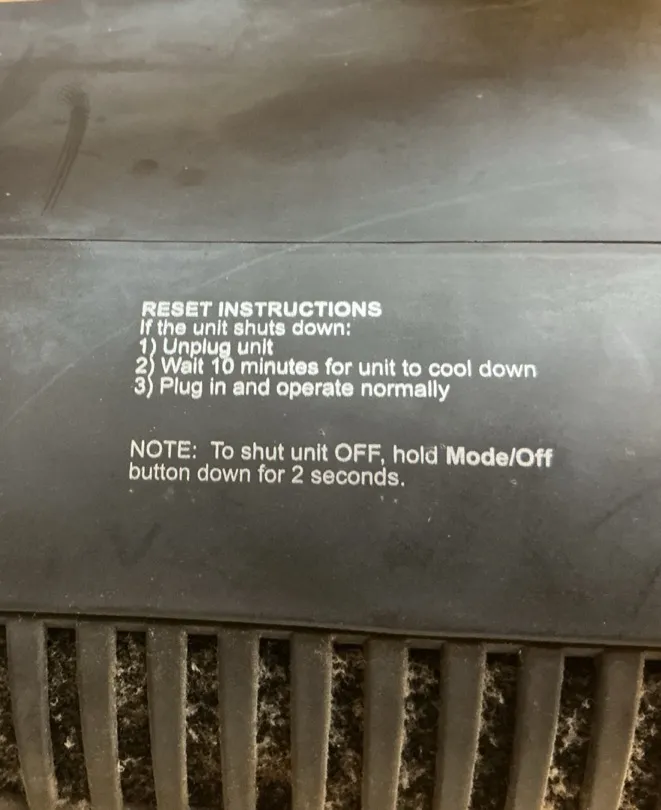 RESET INSTRUCTIONS
If the unit shuts down:
1) Unplug unit
2) Wait 10 minutes for unit to cool down
3) Plug in and operate normally
NOTE: To shut unit OFF, hold Mode/Off
button down for 2 seconds.